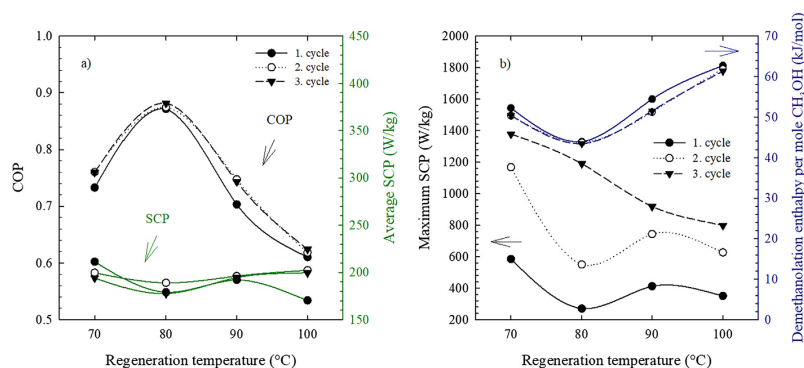 a)
1. cycle
2. cycle
3. cycle
COP
SCP
1.0
0.9
0.8
0.7
0.6
0.5
COP
450
400
350
300
250
200
150
Average SCP (W/kg)
70
80
90
100
Regeneration temperature (°C)
b)
1. cycle
2. cycle
3. cycle
2000
1800
1600
1400
1200
1000
800
600
400
200
Maximum SCP (W/kg)
70
60
50
40
30
20
10
0
Demethanolation enthalpy per mole CH₃OH (kJ/mol)
70
80
90
100
Regeneration temperature (°C)